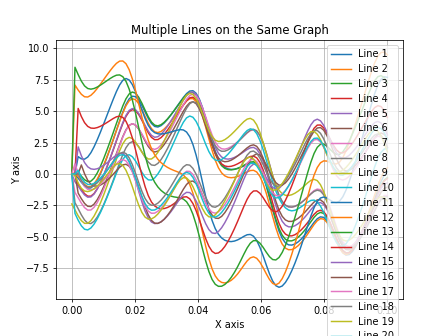 Multiple Lines on the Same Graph
Y axis
10.0
7.5
5.0
2.5
0.0
−2.5
−5.0
−7.5
0.00
0.02
0.04
0.06
X axis
Line 1
Line 2
Line 3
Line 4
Line 5
Line 6
Line 7
Line 8
Line 9
Line 10
Line 11
Line 12
Line 13
Line 14
Line 15
Line 16
Line 17
Line 18
Line 19
Line 20